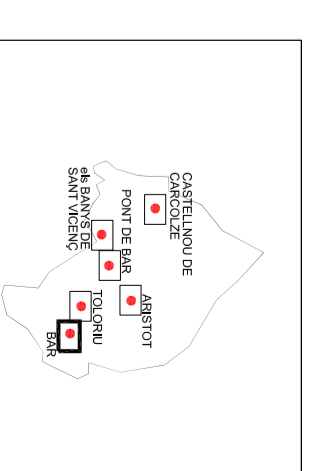 CASTELLNOU DE
CARCOLZE
PONT DE BAR
els BANYS DE
SANT VICENÇ
ARISTOT
TOLORIU
BAR